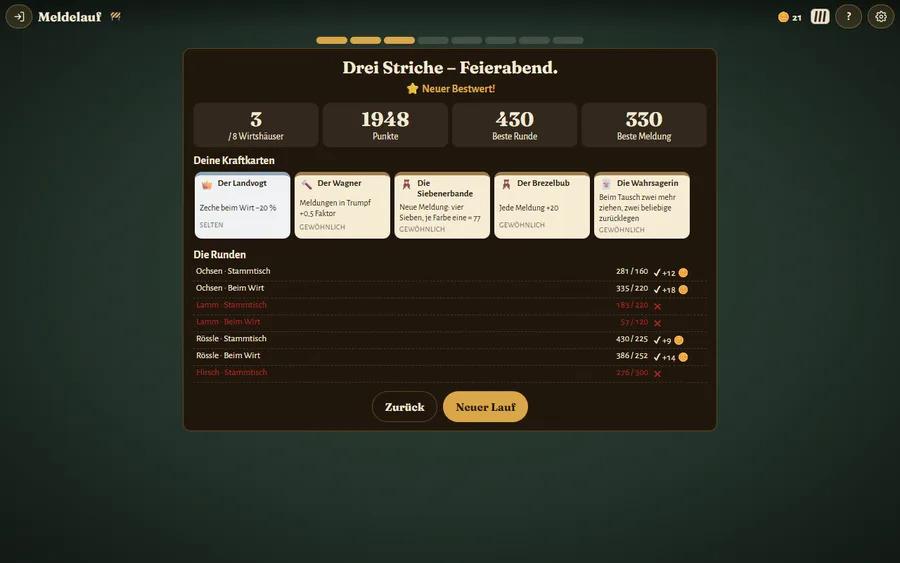 Meldelauf
21
?
Drei Striche – Feierabend.
Neuer Bestwert!
3
/ 8 Wirtshäuser
1948
Punkte
430
Beste Runde
330
Beste Meldung
Deine Kraftkarten
Der Landvogt
Zeche beim Wirt −20 %
SELTEN
Der Wagner
Meldungen in Trumpf
+0,5 Faktor
GEWÖHNLICH
Die
Siebenerbande
Neue Meldung: vier
Sieben, je Farbe eine = 77
GEWÖHNLICH
Der Brezelbub
Jede Meldung +20
GEWÖHNLICH
Die Wahrsagerin
Beim Tausch zwei mehr
ziehen, zwei beliebige
zurücklegen
GEWÖHNLICH
Die Runden
Ochsen · Stammtisch 281 / 160 ✓ +12
Ochsen · Beim Wirt 335 / 220 ✓ +18
Lamm · Stammtisch 183 / 220 ✕
Lamm · Beim Wirt 57 / 120 ✕
Rössle · Stammtisch 430 / 225 ✓ +9
Rössle · Beim Wirt 386 / 252 ✓ +14
Hirsch · Stammtisch 276 / 300 ✕
Zurück
Neuer Lauf